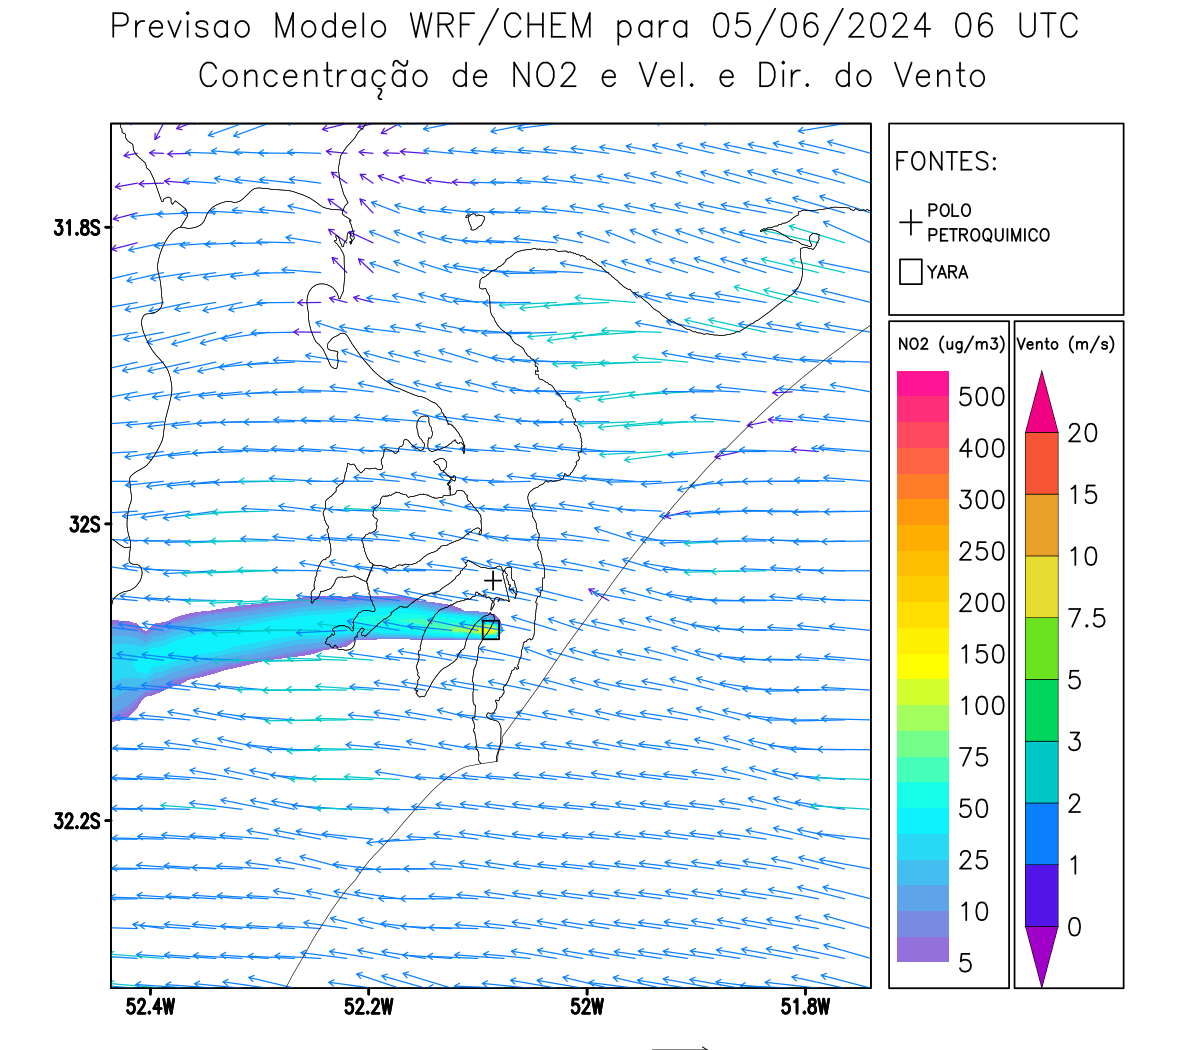 Previsao Modelo WRF/CHEM para 05/06/2024 06 UTC
Concentração de NO2 e Vel. e Dir. do Vento
FONTES:
POLO
PETROQUIMICO
YARA
31.8S
32S
32.2S
52.4W
52.2W
52W
51.8W
NO2 (ug/m3)
500
400
300
250
200
150
100
75
50
25
10
5
Vento (m/s)
20
15
10
7.5
5
3
2
1
0